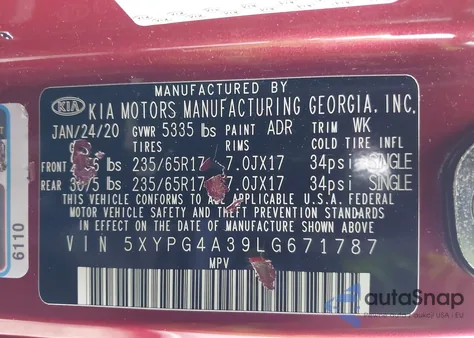 MANUFACTURED BY
KIA KIA MOTORS MANUFACTURING GEORGIA. INC.
JAN/24/20 GVWR 5335 lbs PAINT ADR TRIM WK
TIRES RIMS COLD TIRE INFL
FRONT lbs 235/65R17 7.0JX17 34psi SINGLE
REAR lbs 235/65R17 7.0JX17 34psi SINGLE
THIS VEHICLE CONFORMS TO ALL APPLICABLE U.S.A. FEDERAL
MOTOR VEHICLE SAFETY AND THEFT PREVENTION STANDARDS
IN EFFECT ON THE DATE OF MANUFACTURE SHOWN ABOVE.
VIN 5XYPG4A39LG671787
MPV
6110
autoSnap